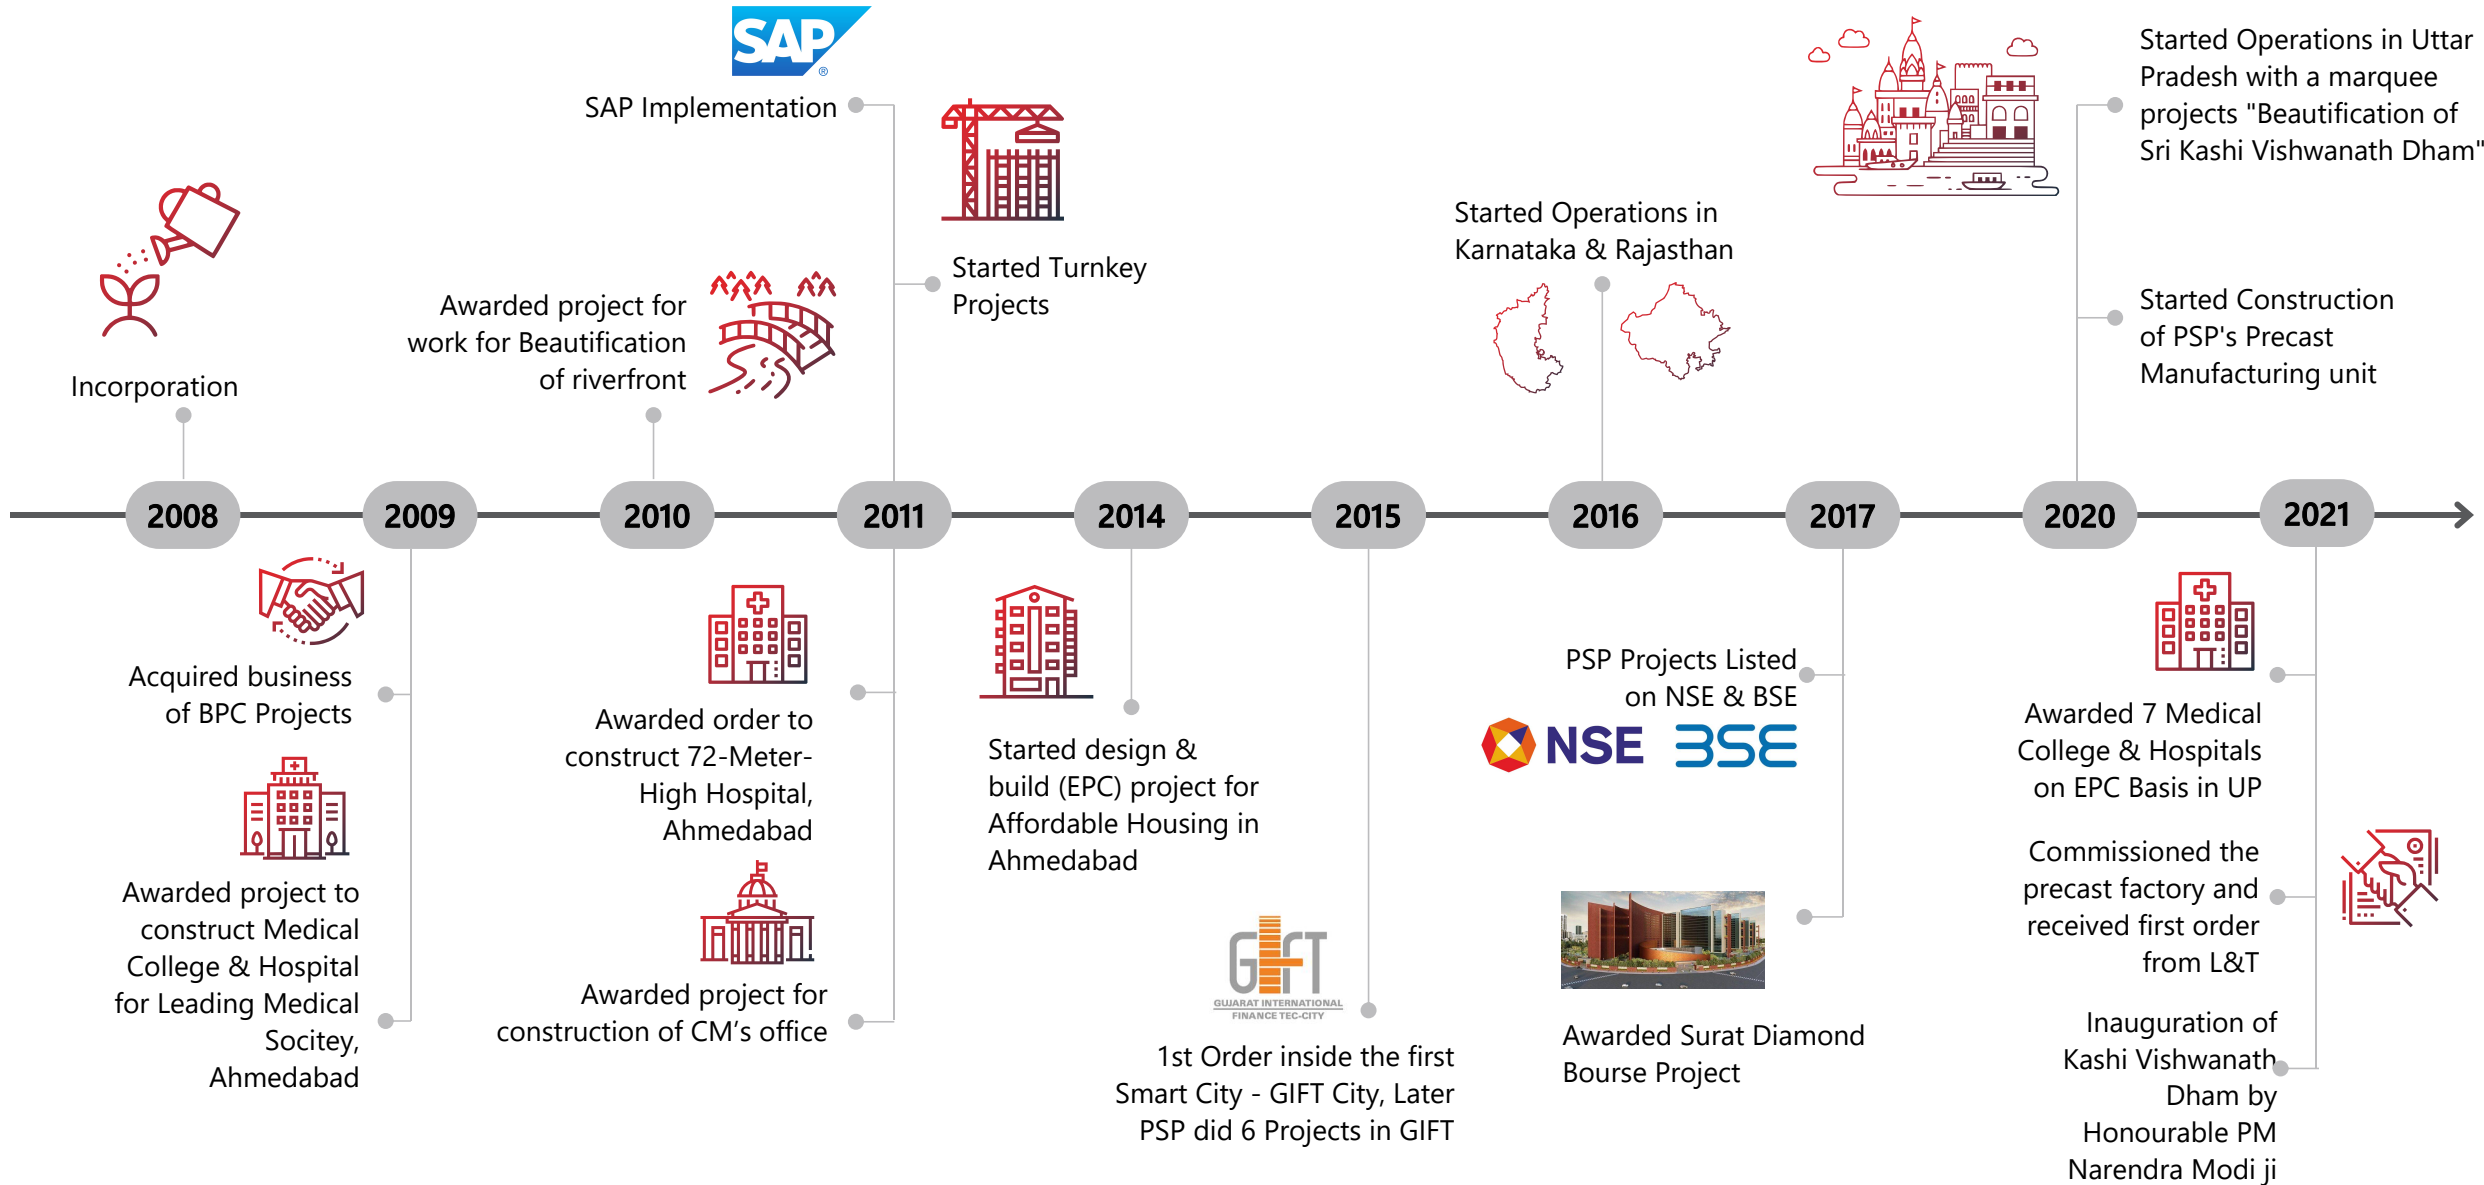 SAP
®
SAP Implementation
Started Turnkey
Projects
Incorporation
Awarded project for
work for Beautification
of riverfront
Started Operations in
Karnataka & Rajasthan
Started Operations in Uttar
Pradesh with a marquee
projects "Beautification of
Sri Kashi Vishwanath Dham"
Started Construction
of PSP's Precast
Manufacturing unit
2008
2009
2010
2011
2014
2015
2016
2017
2020
2021
Acquired business
of BPC Projects
Awarded project to
construct Medical
College & Hospital
for Leading Medical
Socitey,
Ahmedabad
Awarded order to
construct 72-Meter-
High Hospital,
Ahmedabad
Awarded project for
construction of CM’s office
Started design &
build (EPC) project for
Affordable Housing in
Ahmedabad
GIFT
GUJARAT INTERNATIONAL
FINANCE TEC-CITY
1st Order inside the first
Smart City - GIFT City, Later
PSP did 6 Projects in GIFT
PSP Projects Listed
on NSE & BSE
NSE
BSE
Awarded Surat Diamond
Bourse Project
Awarded 7 Medical
College & Hospitals
on EPC Basis in UP
Commissioned the
precast factory and
received first order
from L&T
Inauguration of
Kashi Vishwanath
Dham by
Honourable PM
Narendra Modi ji